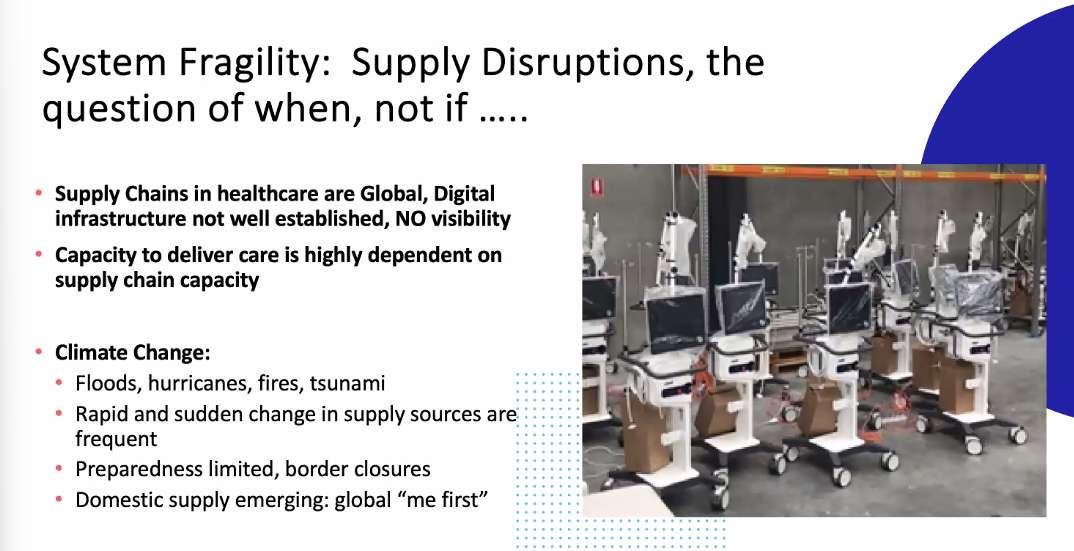 System Fragility:  Supply Disruptions, the
question of when, not if …..
• Supply Chains in healthcare are Global, Digital
infrastructure not well established, NO visibility
• Capacity to deliver care is highly dependent on
supply chain capacity
• Climate Change:
• Floods, hurricanes, fires, tsunami
• Rapid and sudden change in supply sources are
frequent
• Preparedness limited, border closures
• Domestic supply emerging: global “me first”